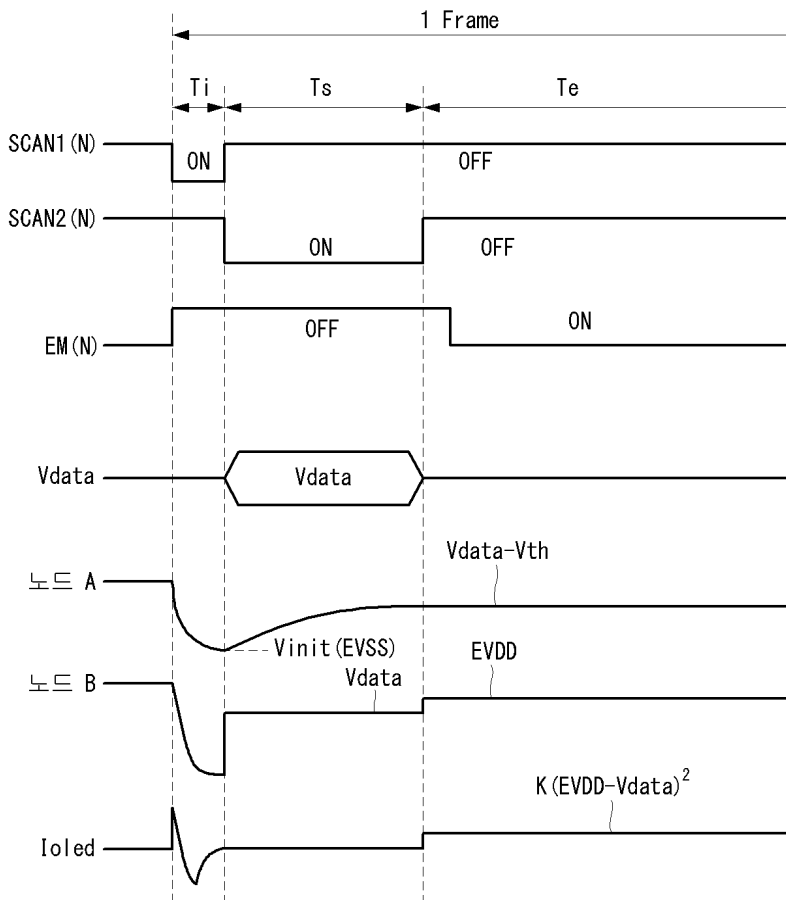 1 Frame
Ti Ts Te
SCAN1(N) ON OFF
SCAN2(N) ON OFF
EM(N) OFF ON
Vdata Vdata
Vdata-Vth
노드 A
Vinit(EVSS)
EVDD
노드 B
Vdata
K(EVDD-Vdata)²
Ioled